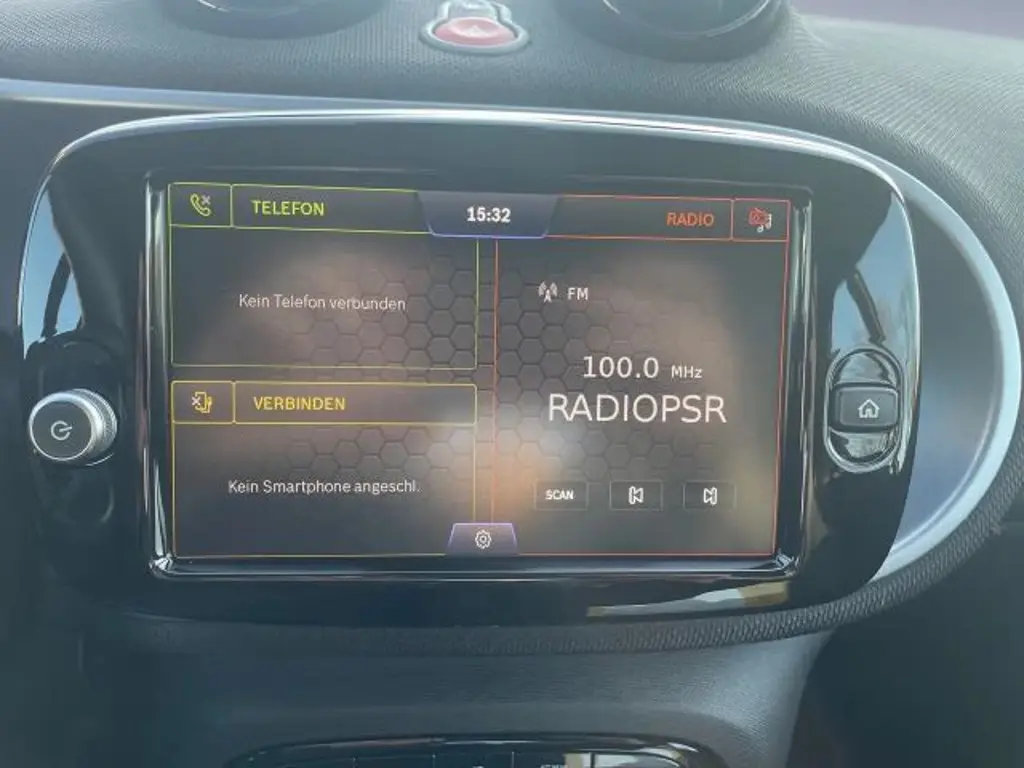 TELEFON
15:32
RADIO
Kein Telefon verbunden
FM
100.0 MHz
RADIOPSR
VERBINDEN
Kein Smartphone angeschl.
SCAN